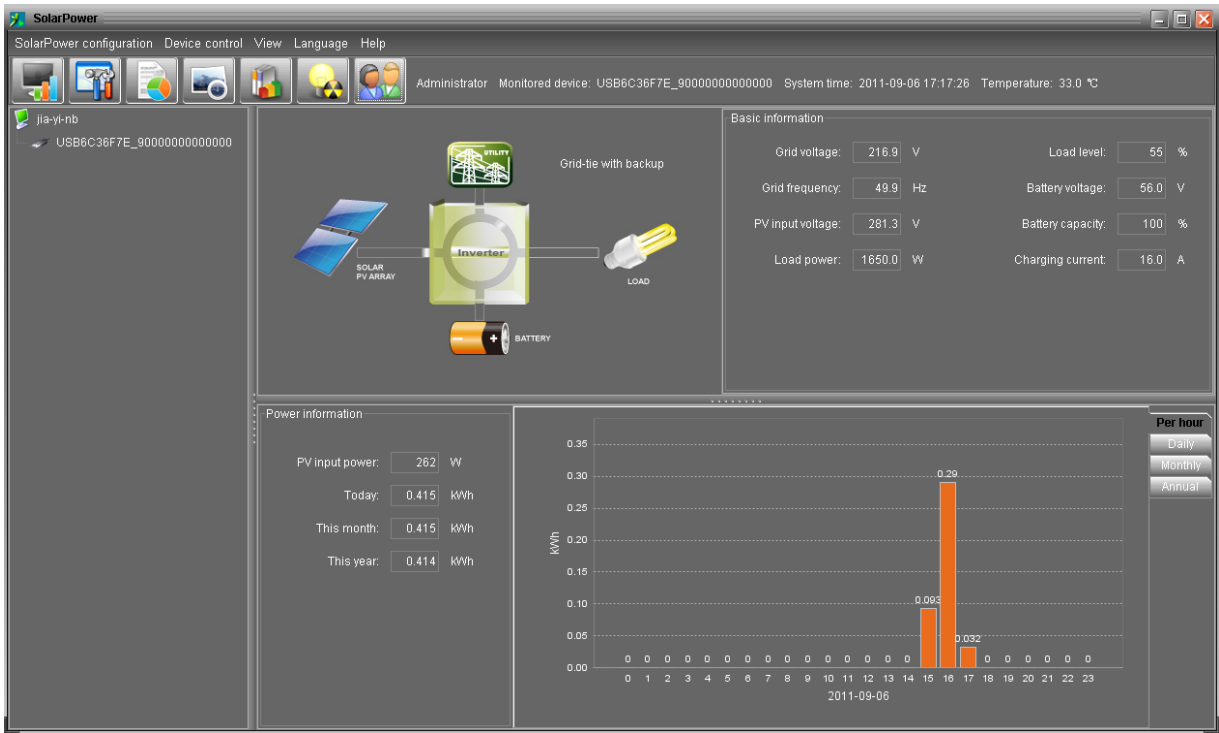 SolarPower
SolarPower configuration Device control View Language Help
Administrator Monitored device: USB6C36F7E_90000000000000 System time: 2011-09-06 17:17:26 Temperature: 33.0 ℃
jia-yi-nb
USB6C36F7E_90000000000000
UTILITY
Grid-tie with backup
SOLAR
PV ARRAY
Inverter
LOAD
BATTERY
Basic information
Grid voltage: 216.9 V Load level: 55 %
Grid frequency: 49.9 Hz Battery voltage: 56.0 V
PV input voltage: 281.3 V Battery capacity: 100 %
Load power: 1650.0 W Charging current: 16.0 A
Power information
PV input power: 262 W
Today: 0.415 kWh
This month: 0.415 kWh
This year: 0.414 kWh
kWh
0.35
0.30
0.25
0.20
0.15
0.10
0.05
0.00
0 0 0 0 0 0 0 0 0 0 0 0 0 0 0 0.093 0.29 0.032 0 0 0 0 0 0
0 1 2 3 4 5 6 7 8 9 10 11 12 13 14 15 16 17 18 19 20 21 22 23
2011-09-06
Per hour
Daily
Monthly
Annual